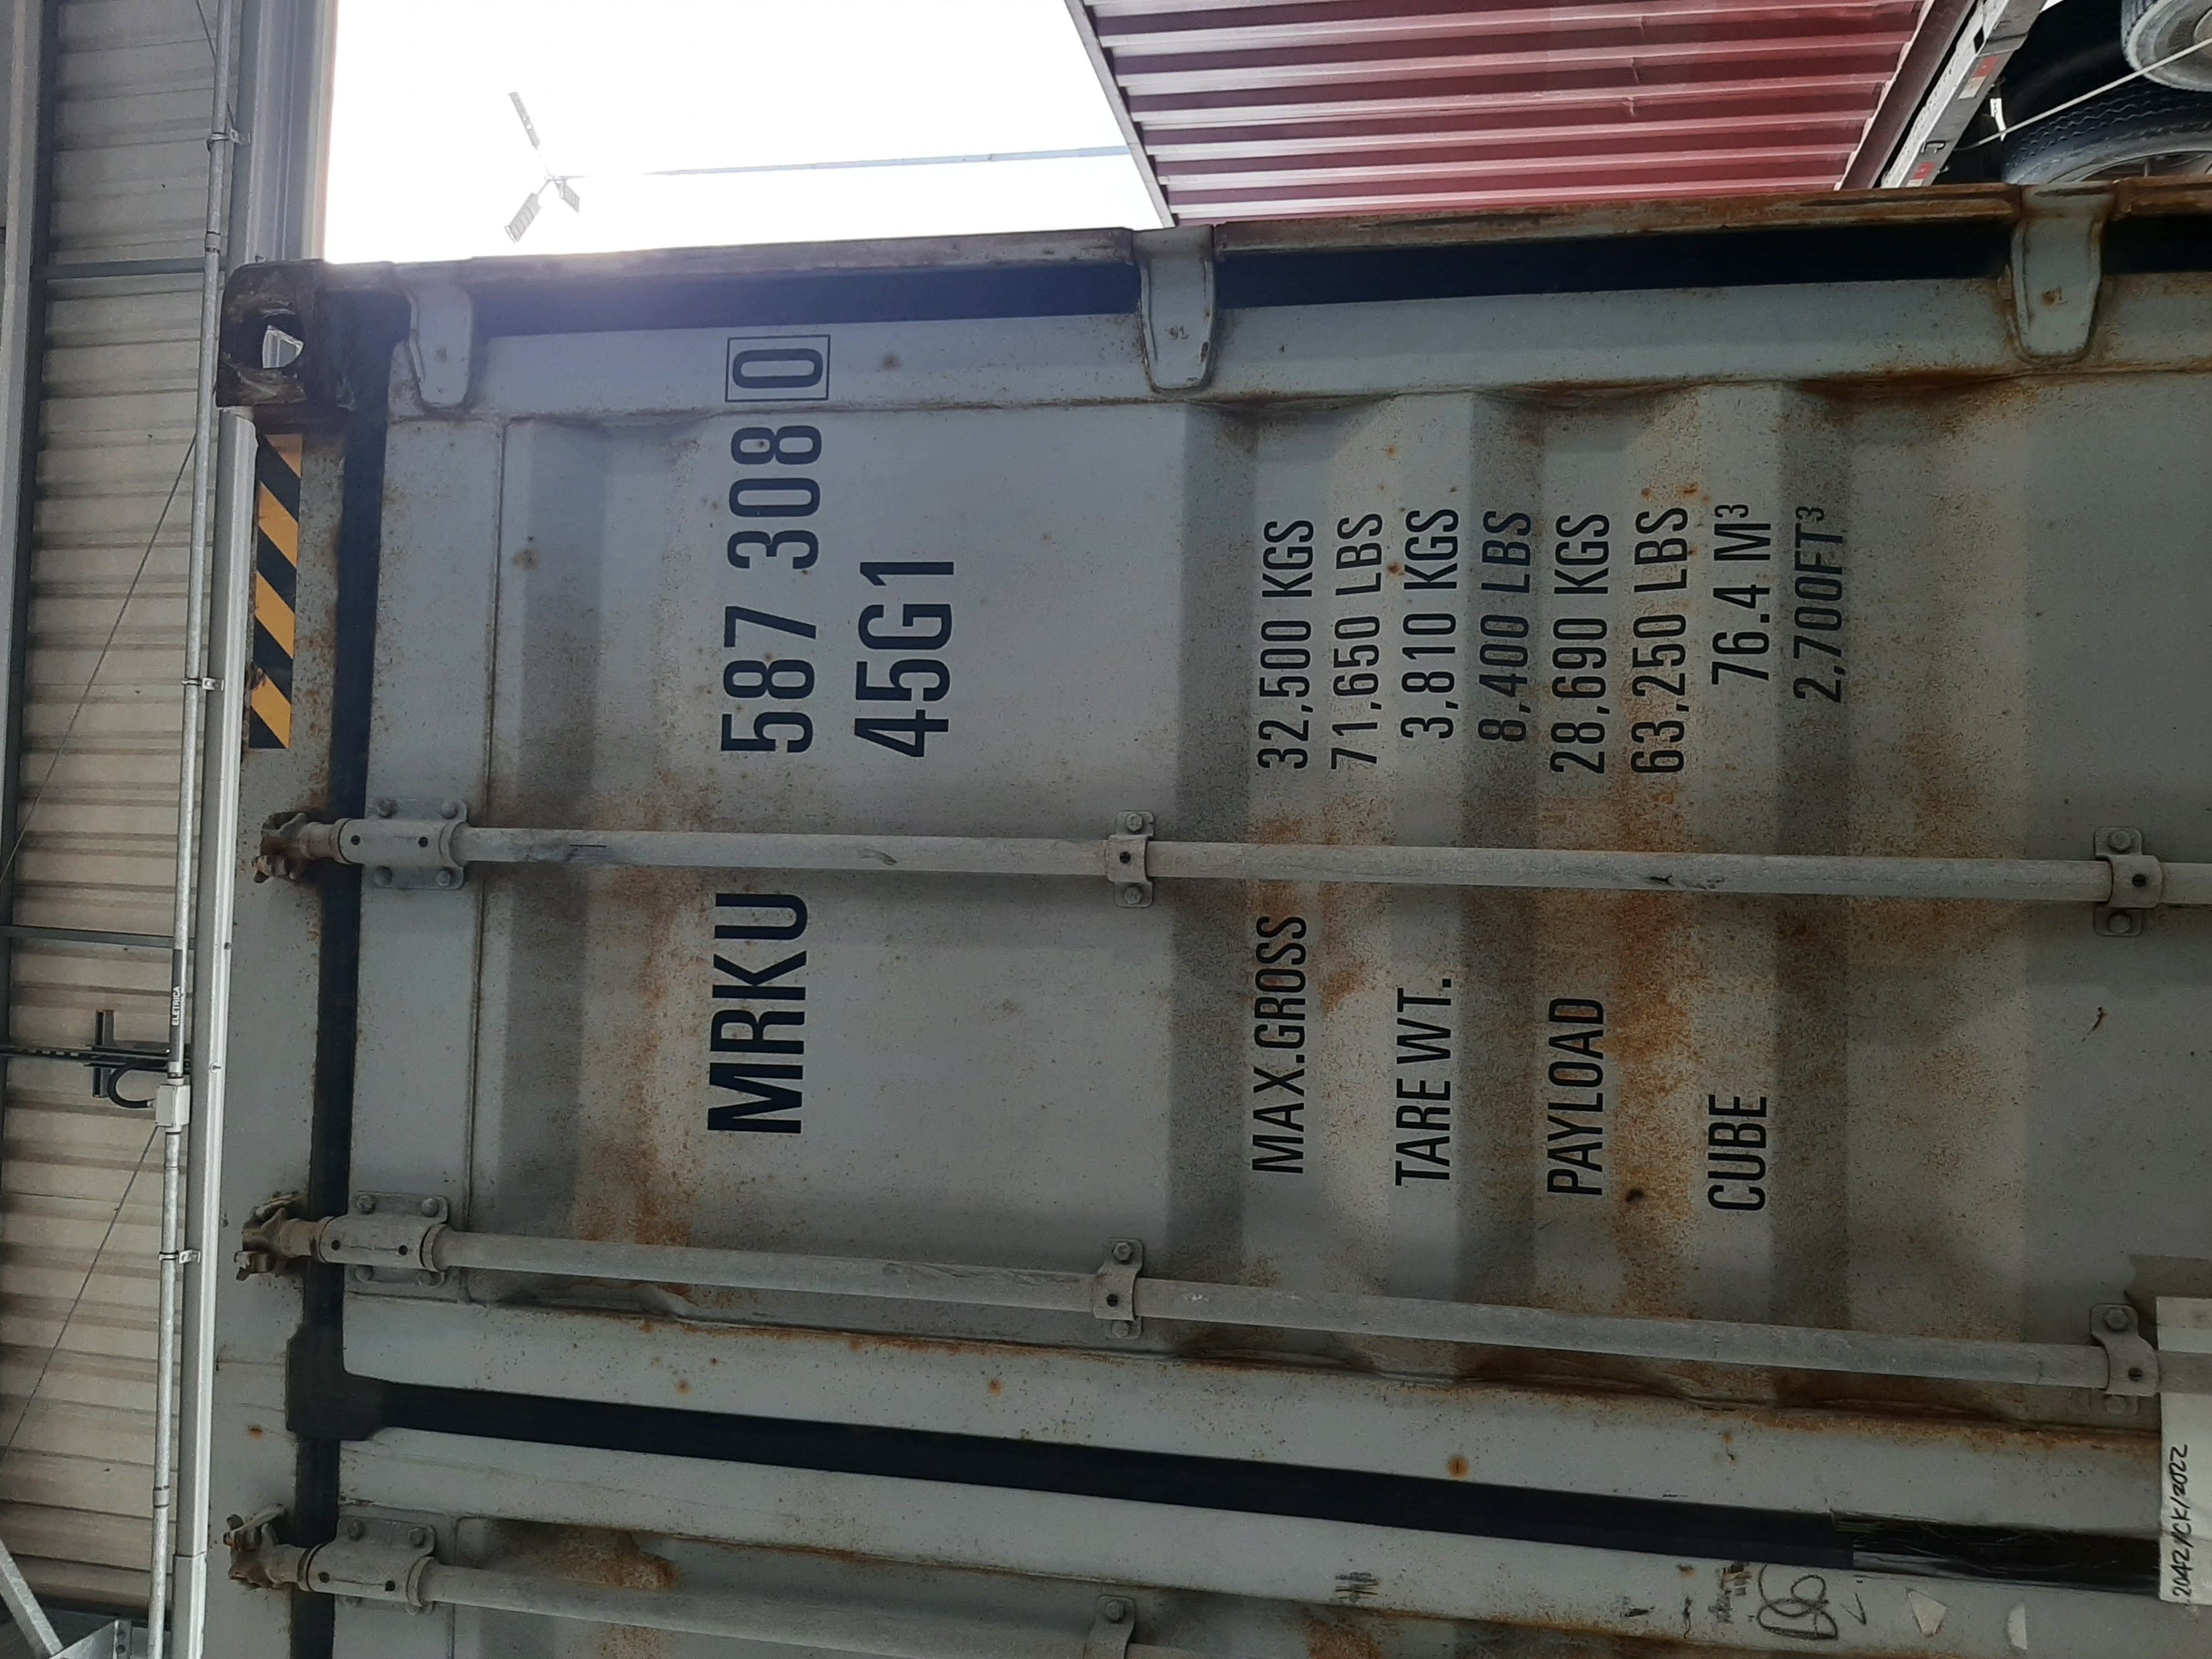 MRKU 587 308 0
45G1
MAX.GROSS 32,500 KGS
71,650 LBS
TARE WT. 3,810 KGS
8,400 LBS
PAYLOAD 28,690 KGS
63,250 LBS
CUBE 76.4 M³
2,700FT³
ELETRICA